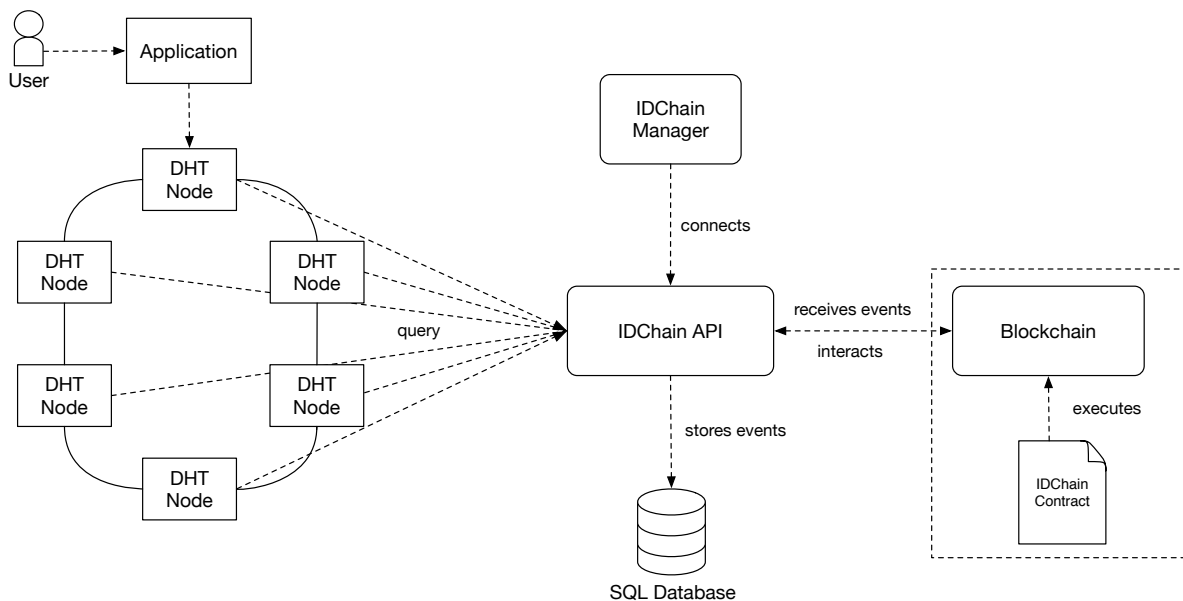 User
Application
DHT
Node
DHT
Node
DHT
Node
DHT
Node
DHT
Node
DHT
Node
query
IDChain
Manager
connects
IDChain API
stores events
SQL Database
receives events
interacts
Blockchain
executes
IDChain
Contract